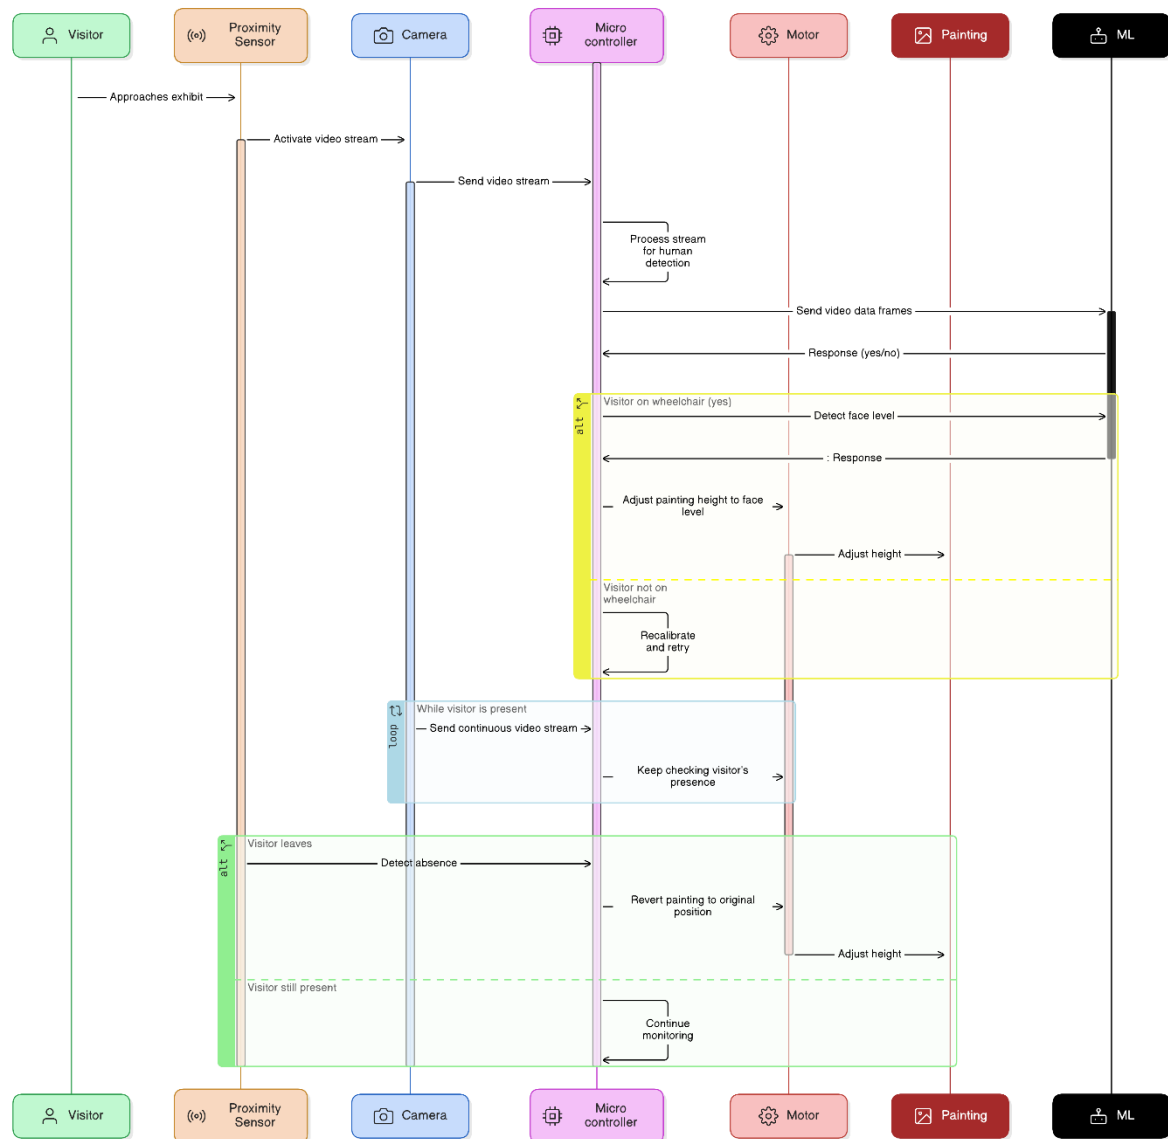 Visitor
Proximity
Sensor
Camera
Micro
controller
Motor
Painting
ML
Approaches exhibit
Activate video stream
Send video stream
Process stream
for human
detection
Send video data frames
Response (yes/no)
alt
Visitor on wheelchair (yes)
Detect face level
: Response
Adjust painting height to face
level
Adjust height
Visitor not on
wheelchair
Recalibrate
and retry
loop
While visitor is present
Send continuous video stream
Keep checking visitor's
presence
alt
Visitor leaves
Detect absence
Revert painting to original
position
Adjust height
Visitor still present
Continue
monitoring
Visitor
Proximity
Sensor
Camera
Micro
controller
Motor
Painting
ML